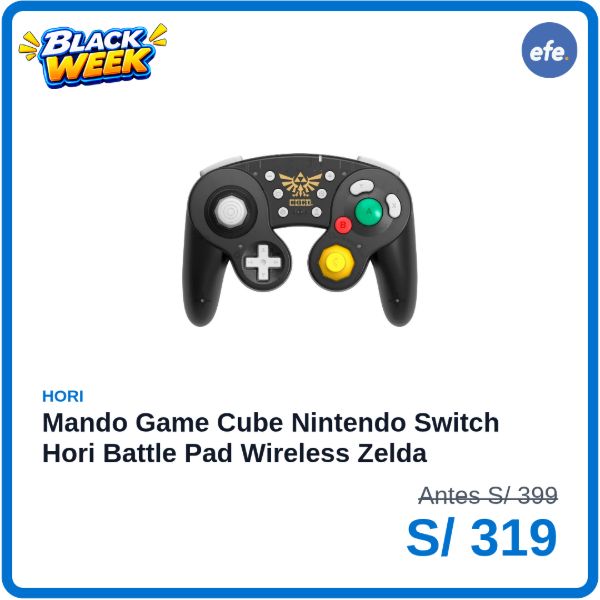 BLACK
WEEK
efe.
HORI
Mando Game Cube Nintendo Switch
Hori Battle Pad Wireless Zelda
Antes S/ 399
S/ 319